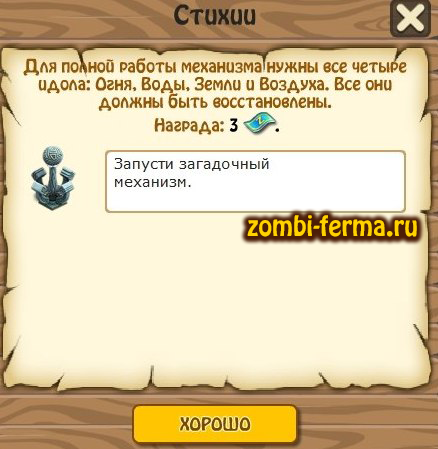 Стихии
Для полной работы механизма нужны все четыре
идола: Огня, Воды, Земли и Воздуха. Все они
должны быть восстановлены.
Награда: 3 .
Запусти загадочный
механизм.
zombi-ferma.ru
ХОРОШО